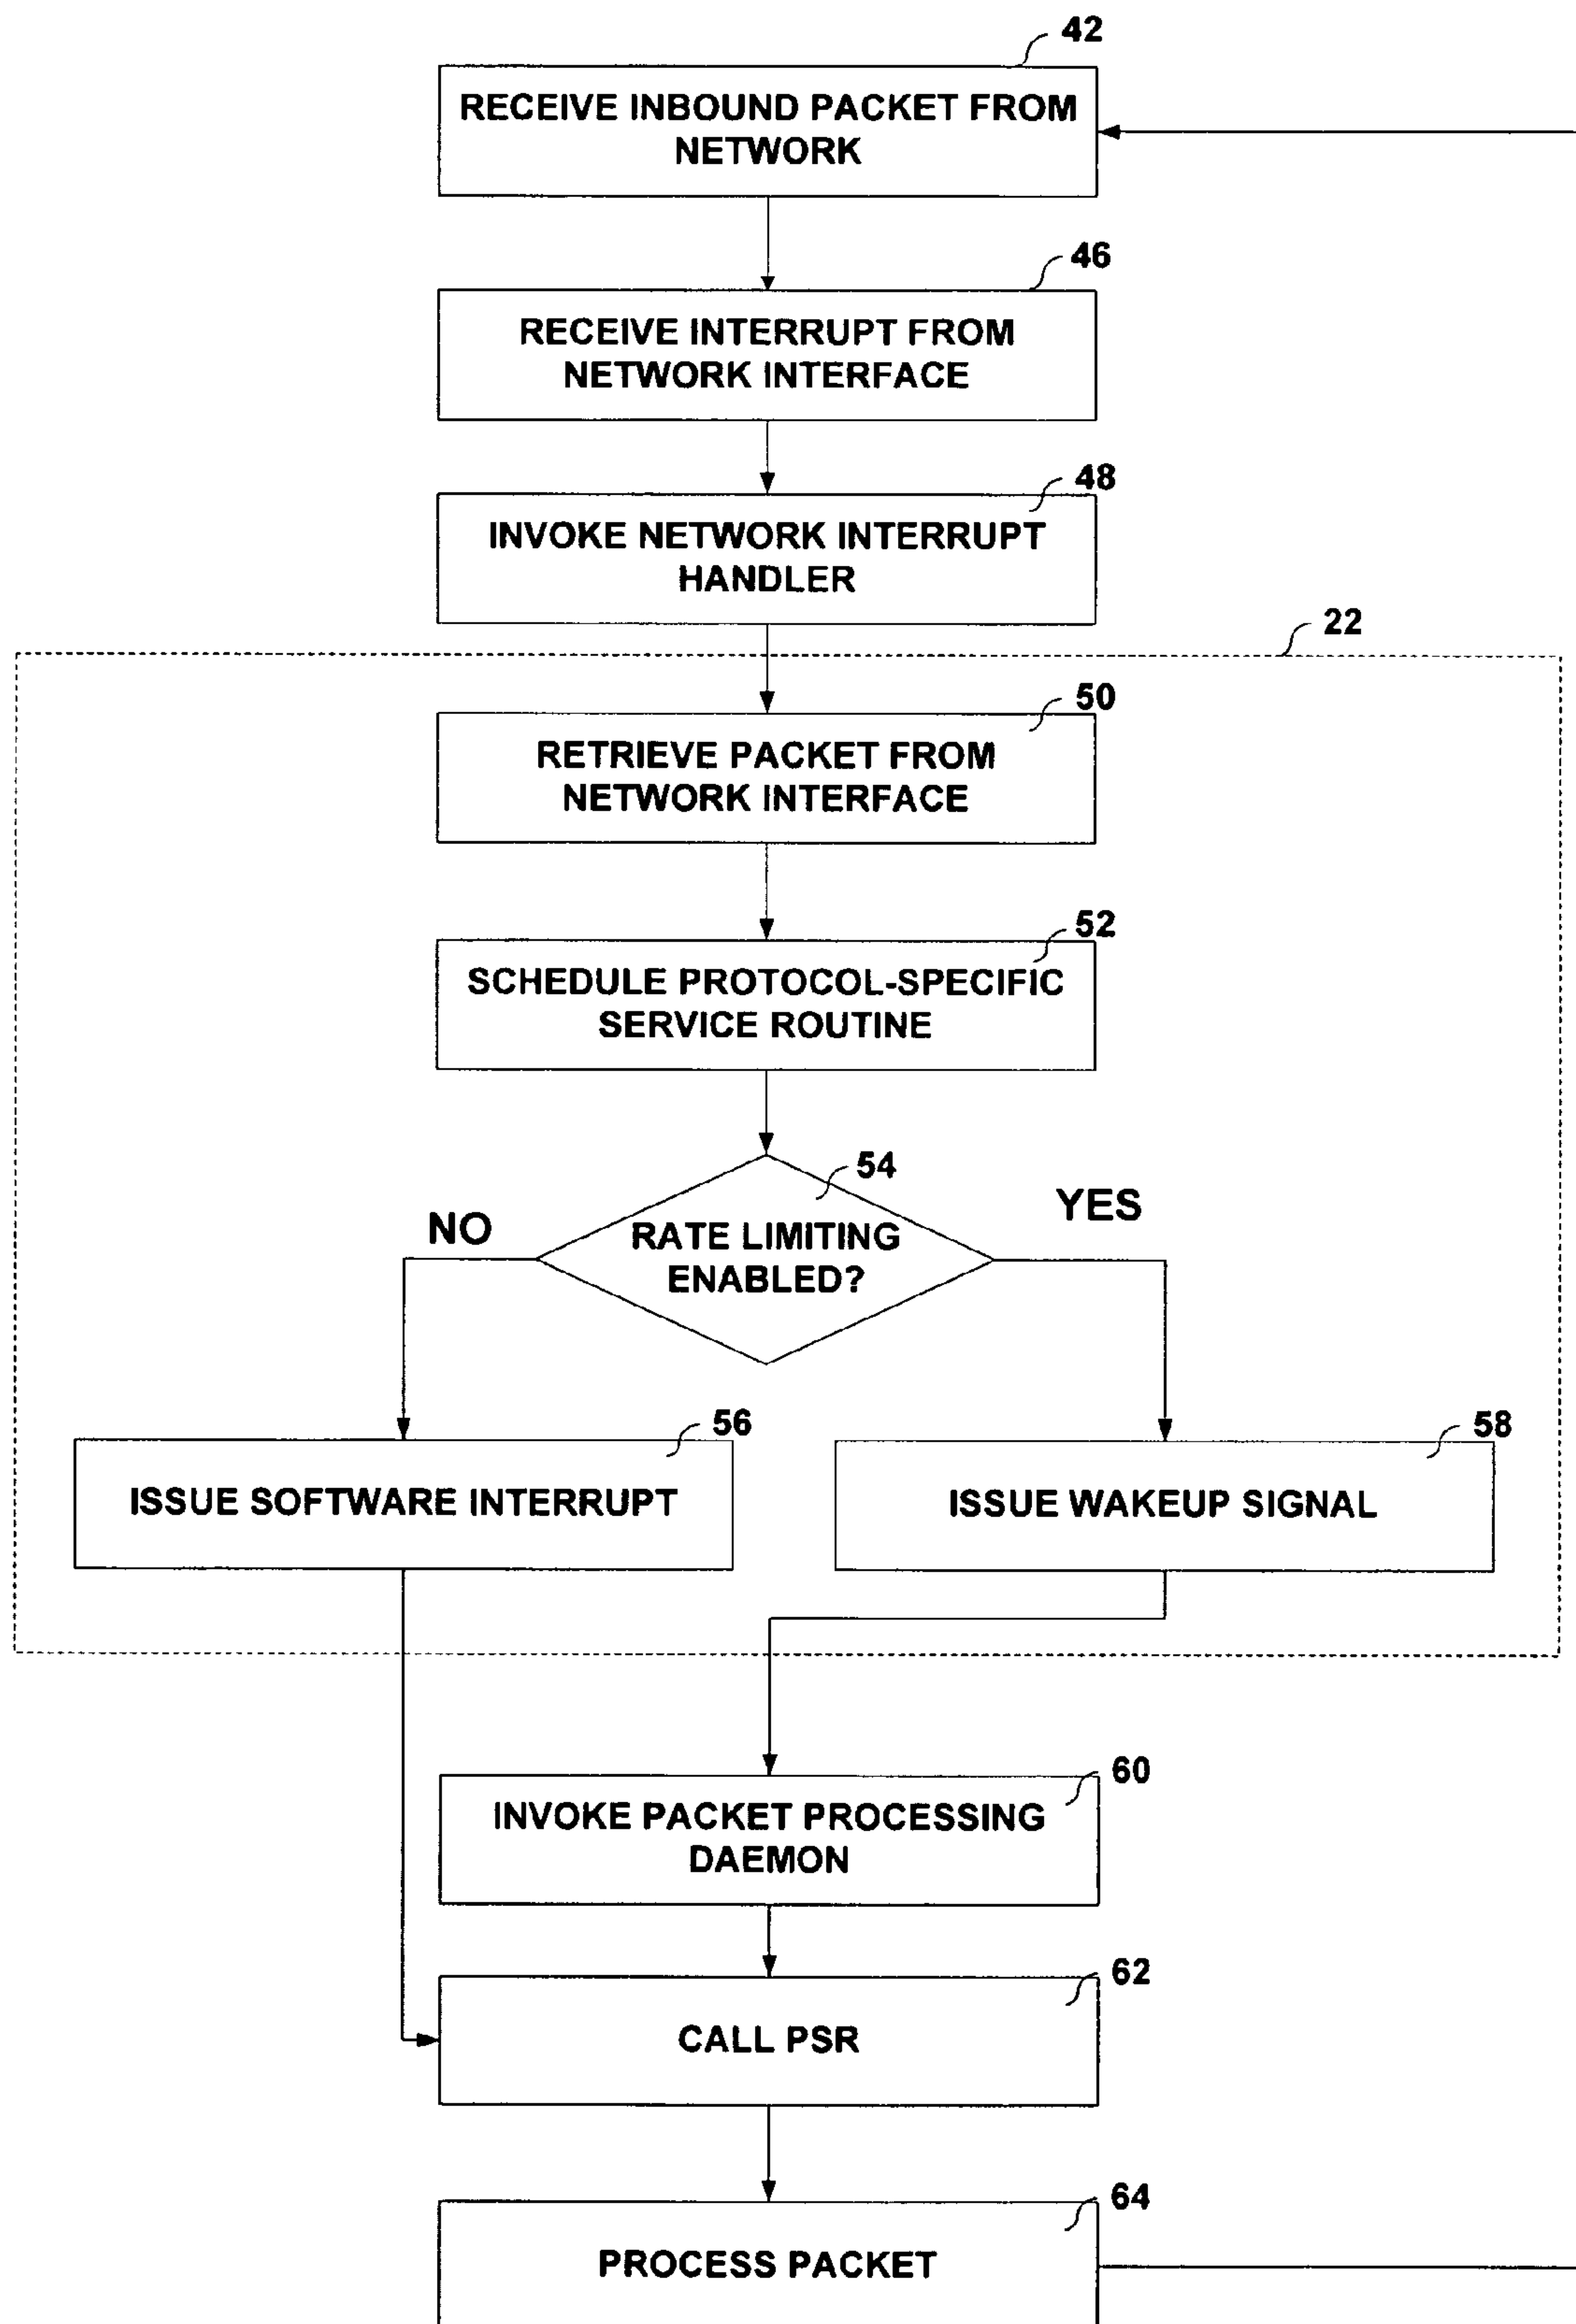 42
RECEIVE INBOUND PACKET FROM
NETWORK
46
RECEIVE INTERRUPT FROM
NETWORK INTERFACE
48
INVOKE NETWORK INTERRUPT
HANDLER
22
50
RETRIEVE PACKET FROM
NETWORK INTERFACE
52
SCHEDULE PROTOCOL-SPECIFIC
SERVICE ROUTINE
54
NO
YES
RATE LIMITING
ENABLED?
56
ISSUE SOFTWARE INTERRUPT
58
ISSUE WAKEUP SIGNAL
60
INVOKE PACKET PROCESSING
DAEMON
62
CALL PSR
64
PROCESS PACKET